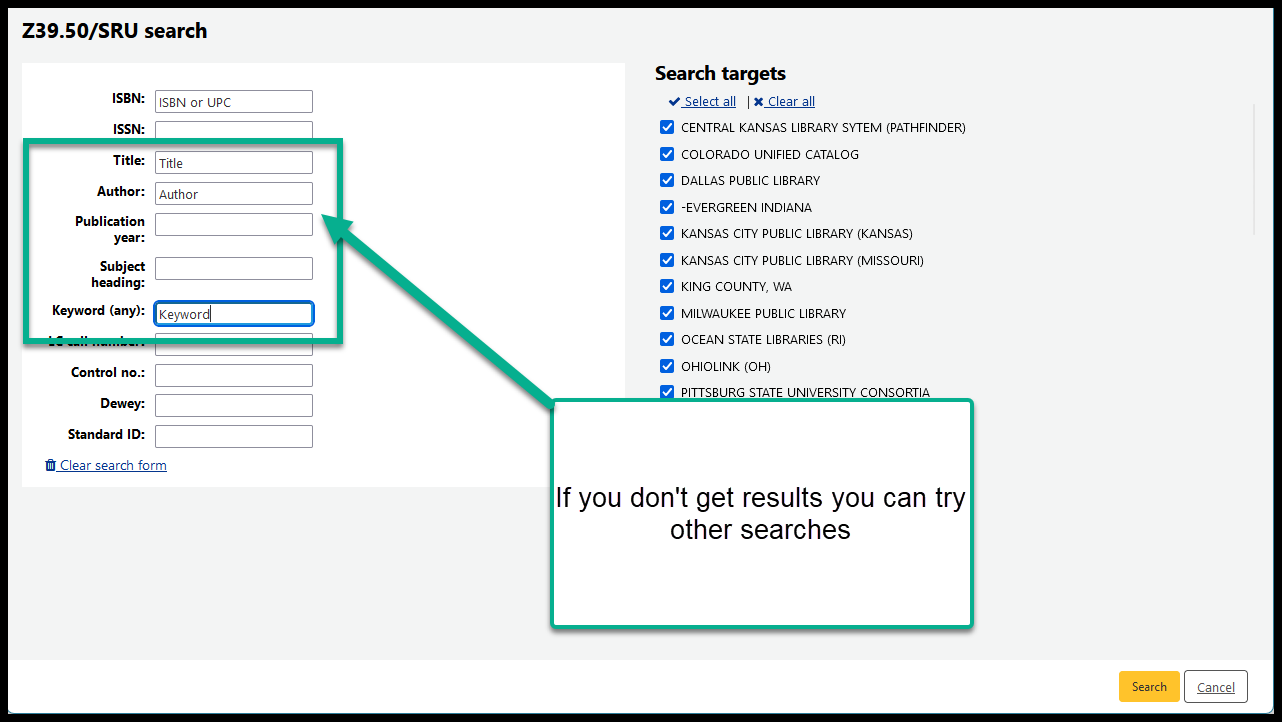 Z39.50/SRU search
ISBN: ISBN or UPC
ISSN:
Title: Title
Author: Author
Publication
year:
Subject
heading:
Keyword (any): Keyword
LC call number:
Control no.:
Dewey:
Standard ID:
Clear search form
Search targets
Select all | Clear all
CENTRAL KANSAS LIBRARY SYTEM (PATHFINDER)
COLORADO UNIFIED CATALOG
DALLAS PUBLIC LIBRARY
-EVERGREEN INDIANA
KANSAS CITY PUBLIC LIBRARY (KANSAS)
KANSAS CITY PUBLIC LIBRARY (MISSOURI)
KING COUNTY, WA
MILWAUKEE PUBLIC LIBRARY
OCEAN STATE LIBRARIES (RI)
OHIOLINK (OH)
PITTSBURG STATE UNIVERSITY CONSORTIA
If you don't get results you can try
other searches
Search Cancel